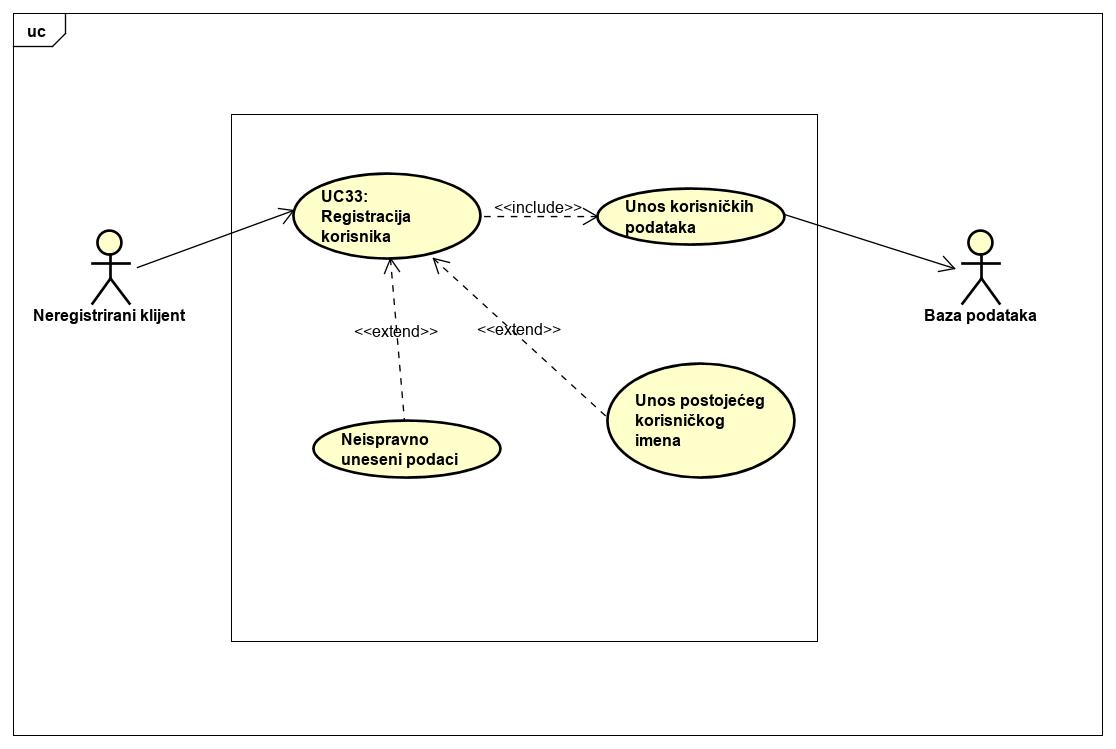 uc
UC33:
Registracija
korisnika
<<include>>
Unos korisničkih
podataka
Neregistrirani klijent
Baza podataka
<<extend>>
<<extend>>
Neispravno
uneseni podaci
Unos postojećeg
korisničkog
imena